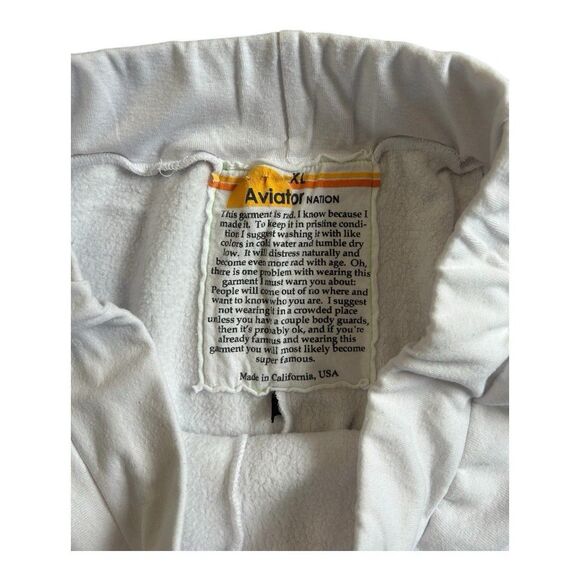 XL
Aviator NATION
This garment is rad. I know because I
made it. To keep it in pristine condi-
tion I suggest washing it with like
colors in cold water and tumble dry
low. It will distress naturally and
become even more rad with age. Oh,
there is one problem with wearing this
garment I must warn you about:
People will come out of no where and
want to know who you are. I suggest
not wearing it in a crowded place
unless you have a couple body guards,
then it's probably ok, and if you're
already famous and wearing this
garment you will most likely become
super famous.
Made in California, USA